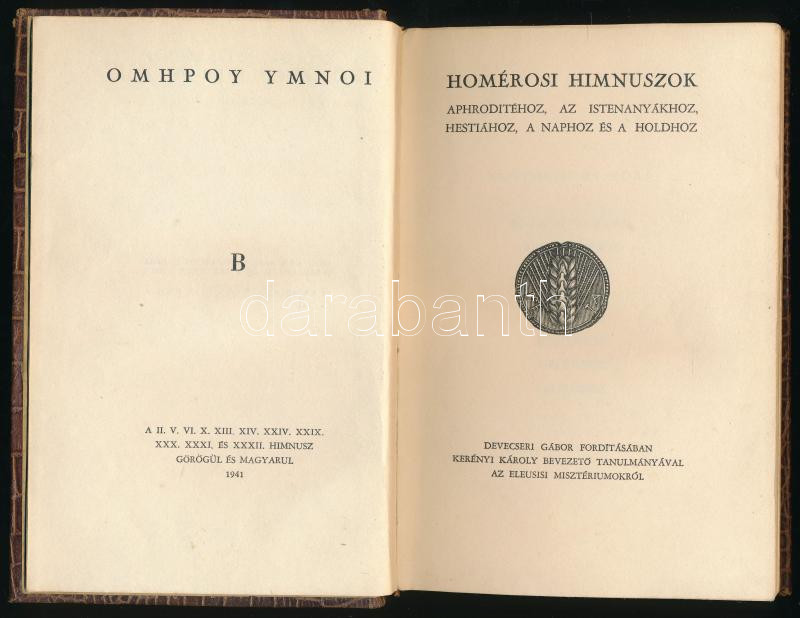 ΟΜΗΡΟΥ ΥΜΝΟΙ
B
A II. V. VI. X. XIII. XIV. XXIV. XXIX.
XXX. XXXI. ÉS XXXII. HIMNUSZ
GÖRÖGÜL ÉS MAGYARUL
1941
HOMÉROSI HIMNUSZOK
APHRODITÉHOZ, AZ ISTENANYÁKHOZ,
HESTIÁHOZ, A NAPHOZ ÉS A HOLDHOZ
DEVECSERI GÁBOR FORDÍTÁSÁBAN
KERÉNYI KÁROLY BEVEZETŐ TANULMÁNYÁVAL
AZ ELEUSISI MISZTÉRIUMOKRÓL
darabanth